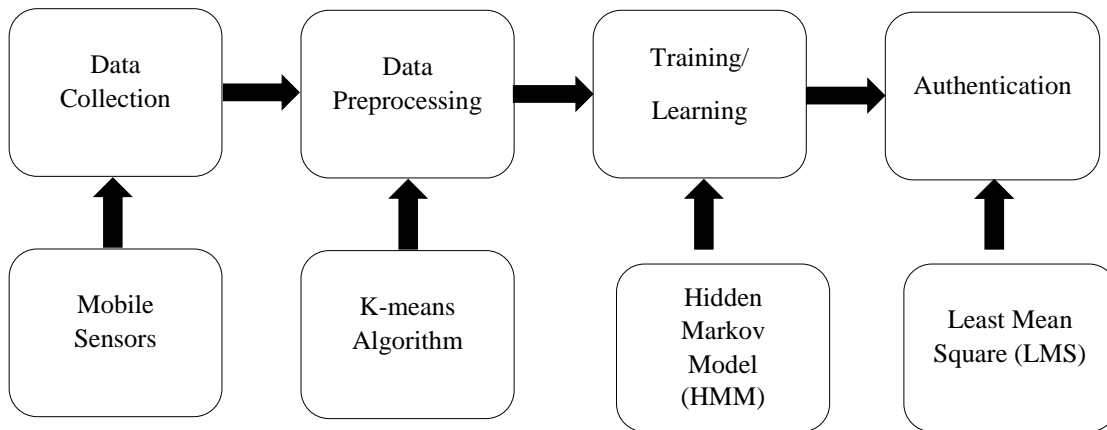 Data
Collection
Data
Preprocessing
Training/
Learning
Authentication
Mobile
Sensors
K-means
Algorithm
Hidden
Markov
Model
(HMM)
Least Mean
Square (LMS)